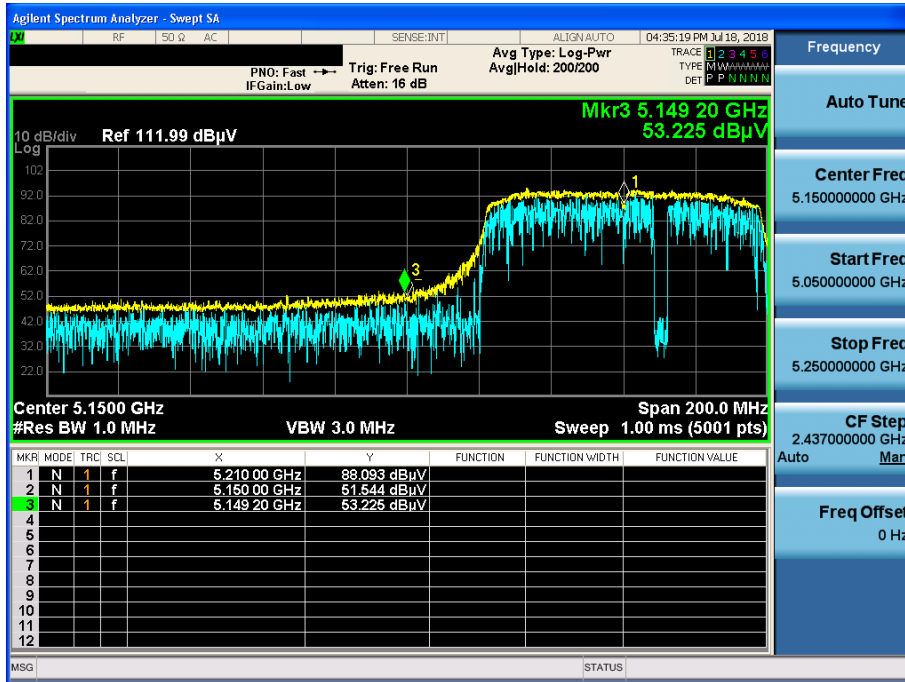 Agilent Spectrum Analyzer - Swept SA
LXI RF 50 Ω AC SENSE:INT ALIGN AUTO 04:35:19 PM Jul 18, 2018
PNO: Fast
IFGain:Low
Trig: Free Run
Atten: 16 dB
Avg Type: Log-Pwr
Avg|Hold: 200/200
TRACE 1 2 3 4 5 6
TYPE M W W W W W
DET P P N N N N
Mkr3 5.149 20 GHz
53.225 dBµV
10 dB/div
Log
Ref 111.99 dBµV
102
92.0
82.0
72.0
62.0
52.0
42.0
32.0
22.0
1
3
Center 5.1500 GHz
#Res BW 1.0 MHz
VBW 3.0 MHz
Span 200.0 MHz
Sweep 1.00 ms (5001 pts)
MKR MODE TRC SCL X Y FUNCTION FUNCTION WIDTH FUNCTION VALUE
1 N 1 f 5.210 00 GHz 88.093 dBµV
2 N 1 f 5.150 00 GHz 51.544 dBµV
3 N 1 f 5.149 20 GHz 53.225 dBµV
4
5
6
7
8
9
10
11
12
MSG
STATUS
Frequency
Auto Tune
Center Freq
5.150000000 GHz
Start Freq
5.050000000 GHz
Stop Freq
5.250000000 GHz
CF Step
2.437000000 GHz
Auto Man
Freq Offset
0 Hz